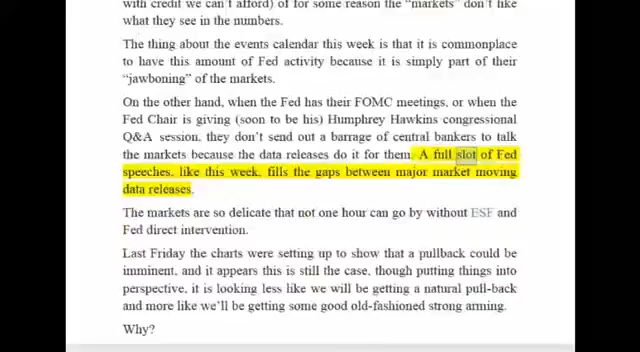 with credit we can't afford) of for some reason the "markets" don't like
what they see in the numbers.
The thing about the events calendar this week is that it is commonplace
to have this amount of Fed activity because it is simply part of their
"jawboning" of the markets.
On the other hand, when the Fed has their FOMC meetings, or when the
Fed Chair is giving (soon to be his) Humphrey Hawkins congressional
Q&A session, they don't send out a barrage of central bankers to talk
the markets because the data releases do it for them. A full slot of Fed
speeches, like this week, fills the gaps between major market moving
data releases.
The markets are so delicate that not one hour can go by without ESF and
Fed direct intervention.
Last Friday the charts were setting up to show that a pullback could be
imminent, and it appears this is still the case, though putting things into
perspective, it is looking less like we will be getting a natural pull-back
and more like we'll be getting some good old-fashioned strong arming.
Why?